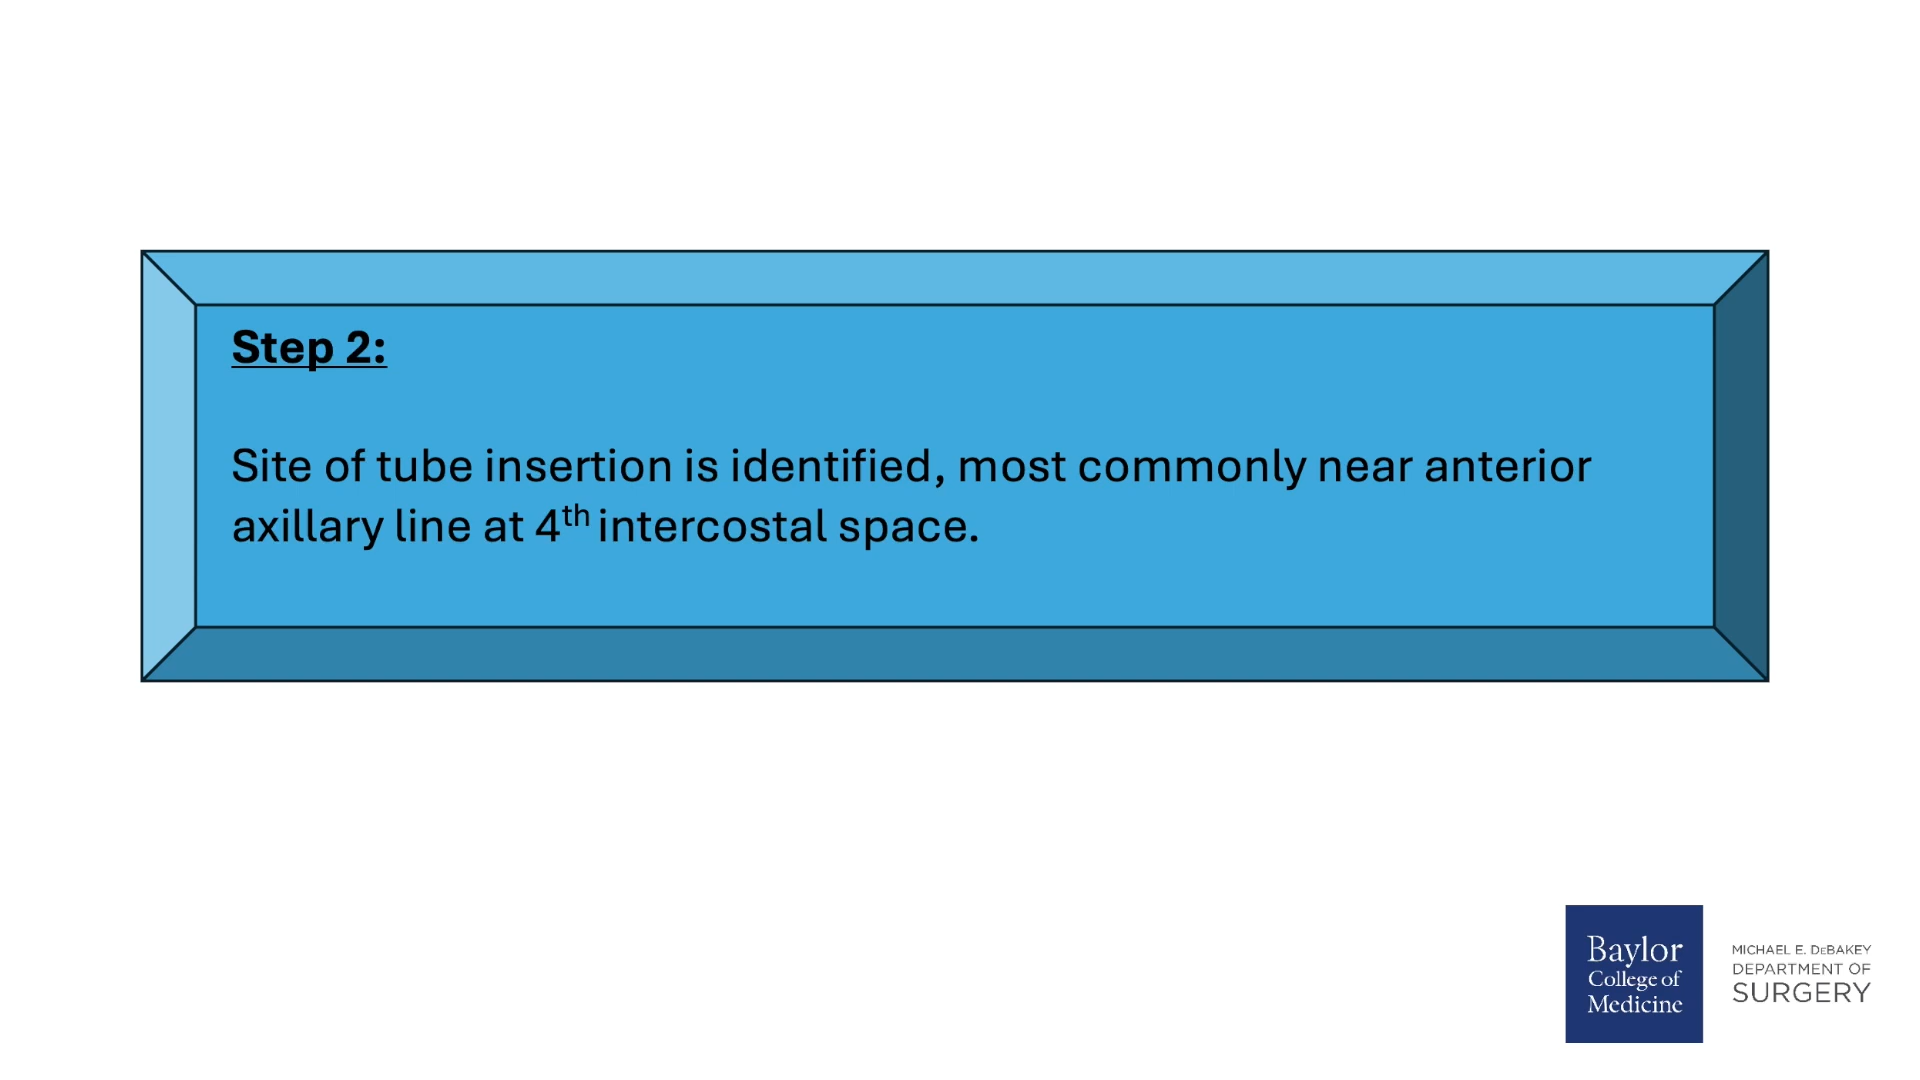 Step 2:
Site of tube insertion is identified, most commonly near anterior
axillary line at 4th intercostal space.
Baylor
College of
Medicine
MICHAEL E. DEBAKEY
DEPARTMENT OF
SURGERY